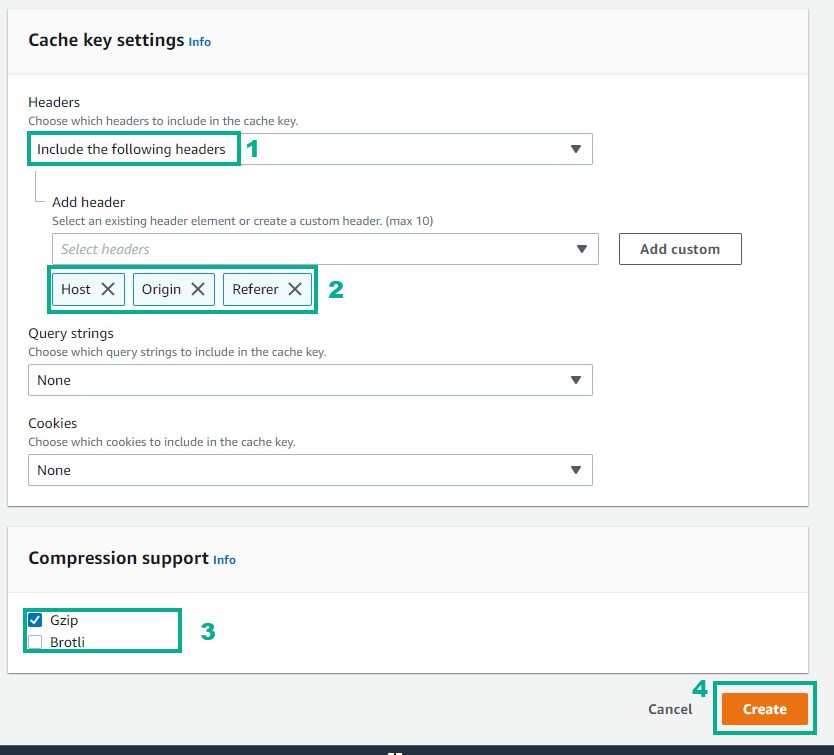 Cache key settings Info
Headers
Choose which headers to include in the cache key.
Include the following headers 1
Add header
Select an existing header element or create a custom header. (max 10)
Select headers Add custom
Host Origin Referer 2
Query strings
Choose which query strings to include in the cache key.
None
Cookies
Choose which cookies to include in the cache key.
None
Compression support Info
Gzip
Brotli 3
4
Cancel Create